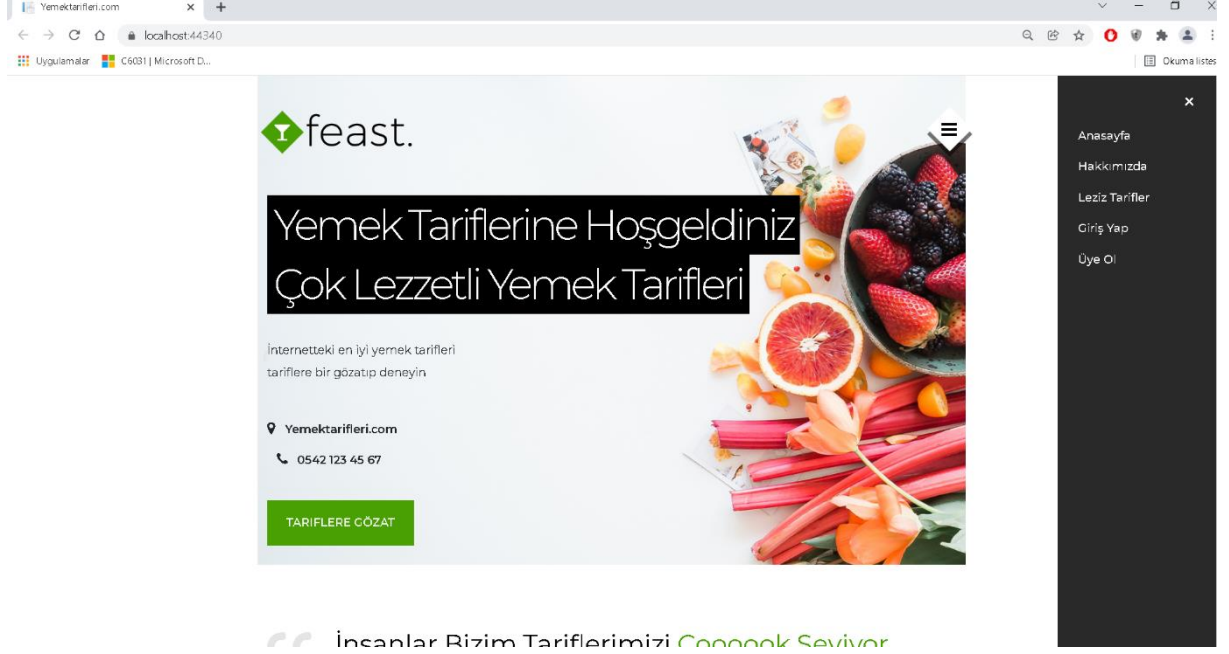 Yemektarifleri.com
localhost:44340
Uygulamalar
C6031 | Microsoft D...
Okuma listes
feast.
Anasayfa
Hakkımızda
Leziz Tarifler
Giriş Yap
Üye Ol
Yemek Tariflerine Hoşgeldiniz
Çok Lezzetli Yemek Tarifleri
İnternetteki en iyi yemek tarifleri
tariflere bir gözatıp deneyin
Yemektarifleri.com
0542 123 45 67
TARIFLERE GÖZAT
İnsanlar Bizim Tariflerimizi Çoooook Seviyor